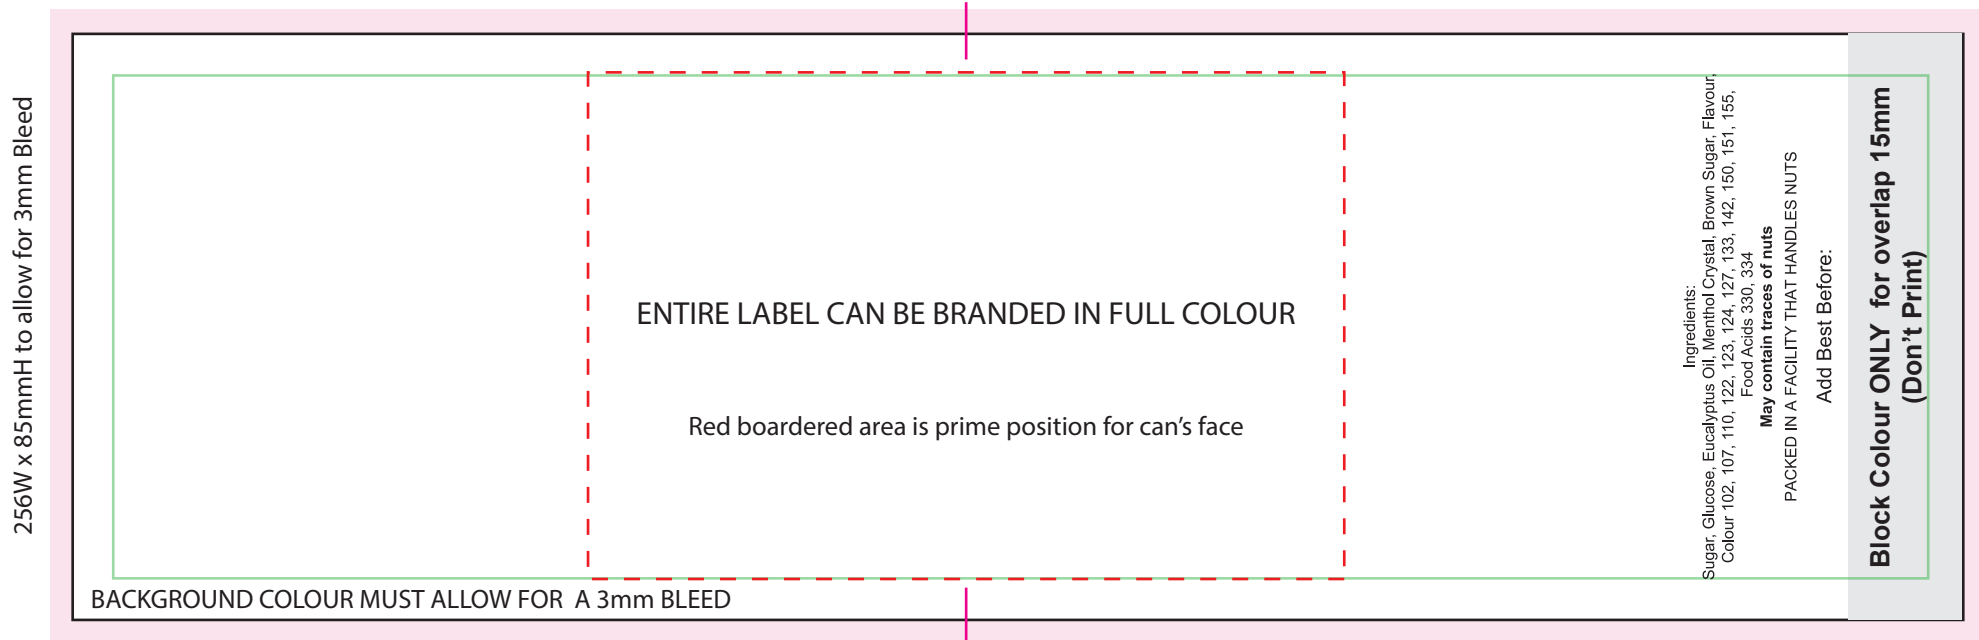 256W x 85mmH to allow for 3mm Bleed
ENTIRE LABEL CAN BE BRANDED IN FULL COLOUR
Red boardered area is prime position for can's face
BACKGROUND COLOUR MUST ALLOW FOR A 3mm BLEED
Ingredients:
Sugar, Glucose, Eucalyptus Oil, Menthol Crystal, Brown Sugar, Flavour,
Colour 102, 107, 110, 122, 123, 124, 127, 133, 142, 150, 151, 155,
Food Acids 330, 334
May contain traces of nuts
PACKED IN A FACILITY THAT HANDLES NUTS
Add Best Before:
Block Colour ONLY for overlap 15mm
(Don't Print)